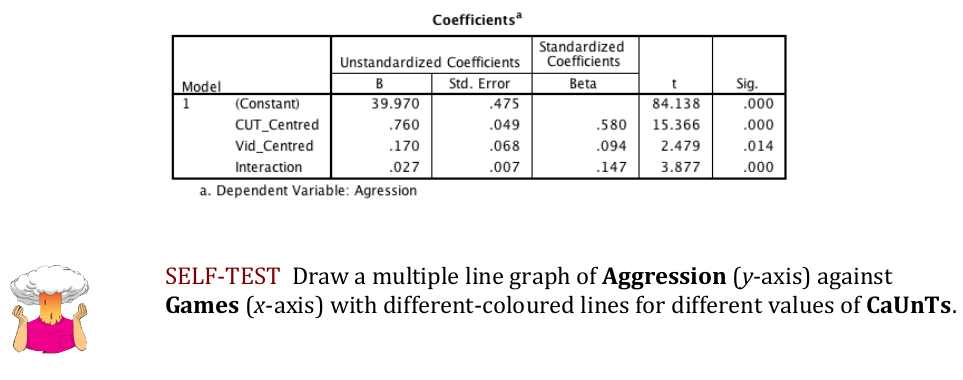 Coefficientsa
Unstandardized Coefficients Standardized Coefficients
Model B Std. Error Beta t Sig.
1 (Constant) 39.970 .475 84.138 .000
CUT_Centred .760 .049 .580 15.366 .000
Vid_Centred .170 .068 .094 2.479 .014
Interaction .027 .007 .147 3.877 .000
a. Dependent Variable: Agression
SELF-TEST Draw a multiple line graph of Aggression (y-axis) against
Games (x-axis) with different-coloured lines for different values of CaUnTs.